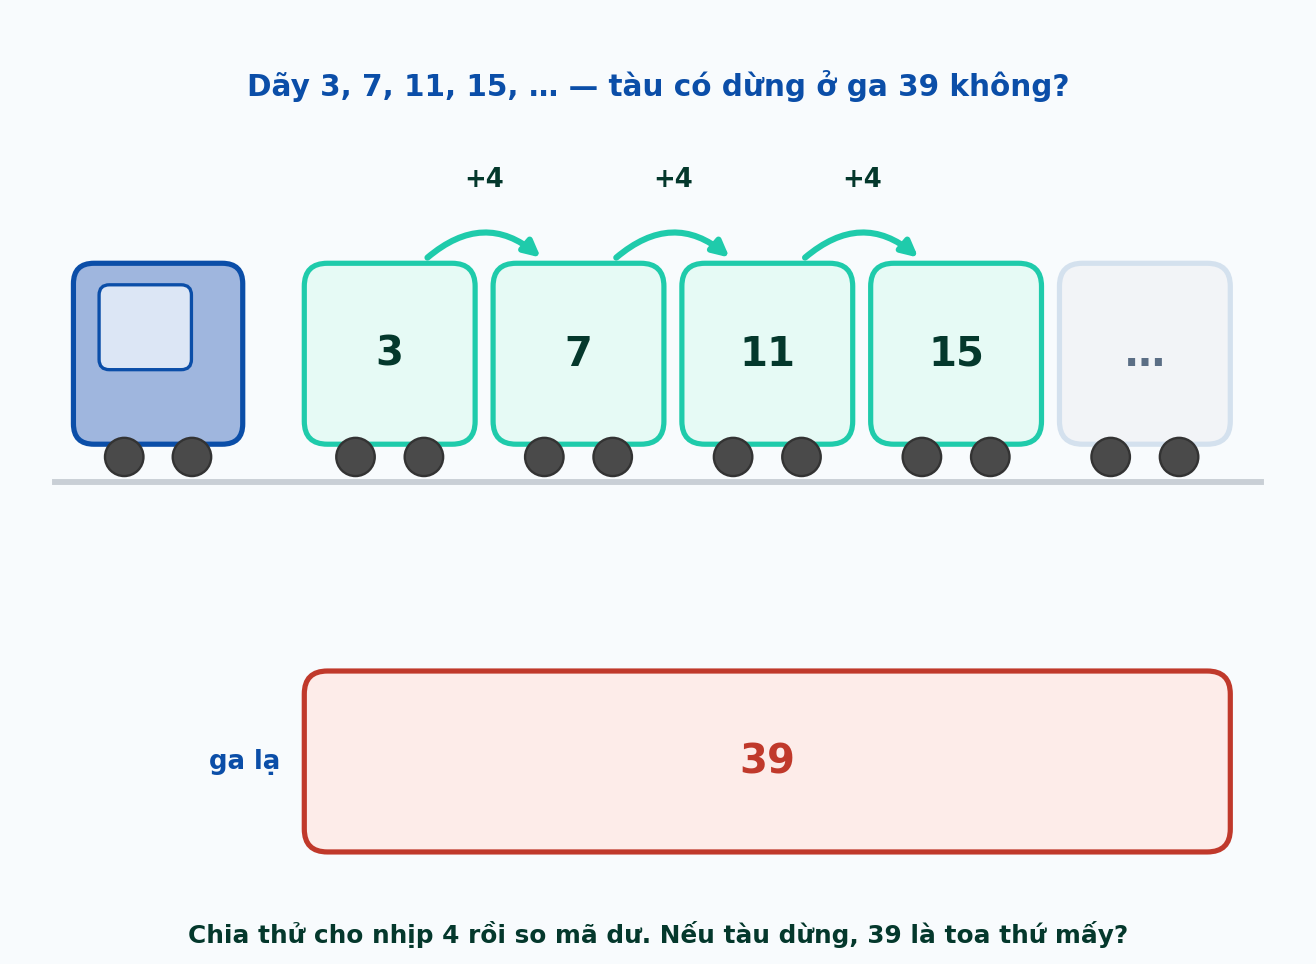 Dãy 3, 7, 11, 15, … — tàu có dừng ở ga 39 không?
+4 +4 +4
3 7 11 15 …
ga lạ 39
Chia thử cho nhịp 4 rồi so mã dư. Nếu tàu dừng, 39 là toa thứ mấy?